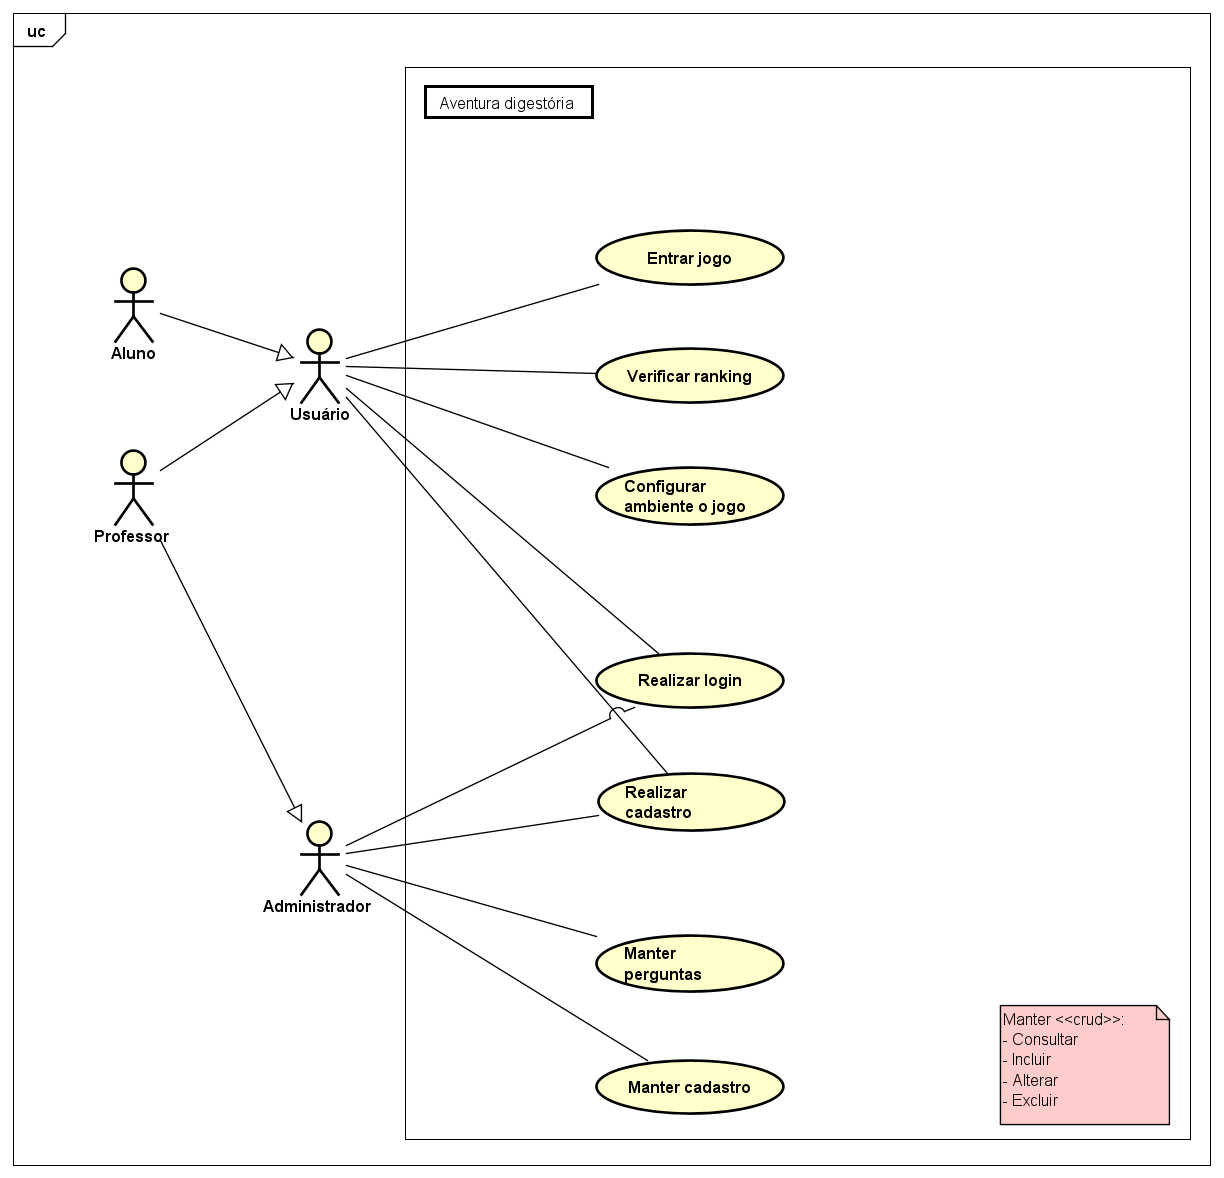 uc
Aventura digestória
Entrar jogo
Aluno
Usuário
Verificar ranking
Professor
Configurar
ambiente o jogo
Realizar login
Realizar
cadastro
Administrador
Manter
perguntas
Manter cadastro
Manter <<crud>>:
- Consultar
- Incluir
- Alterar
- Excluir